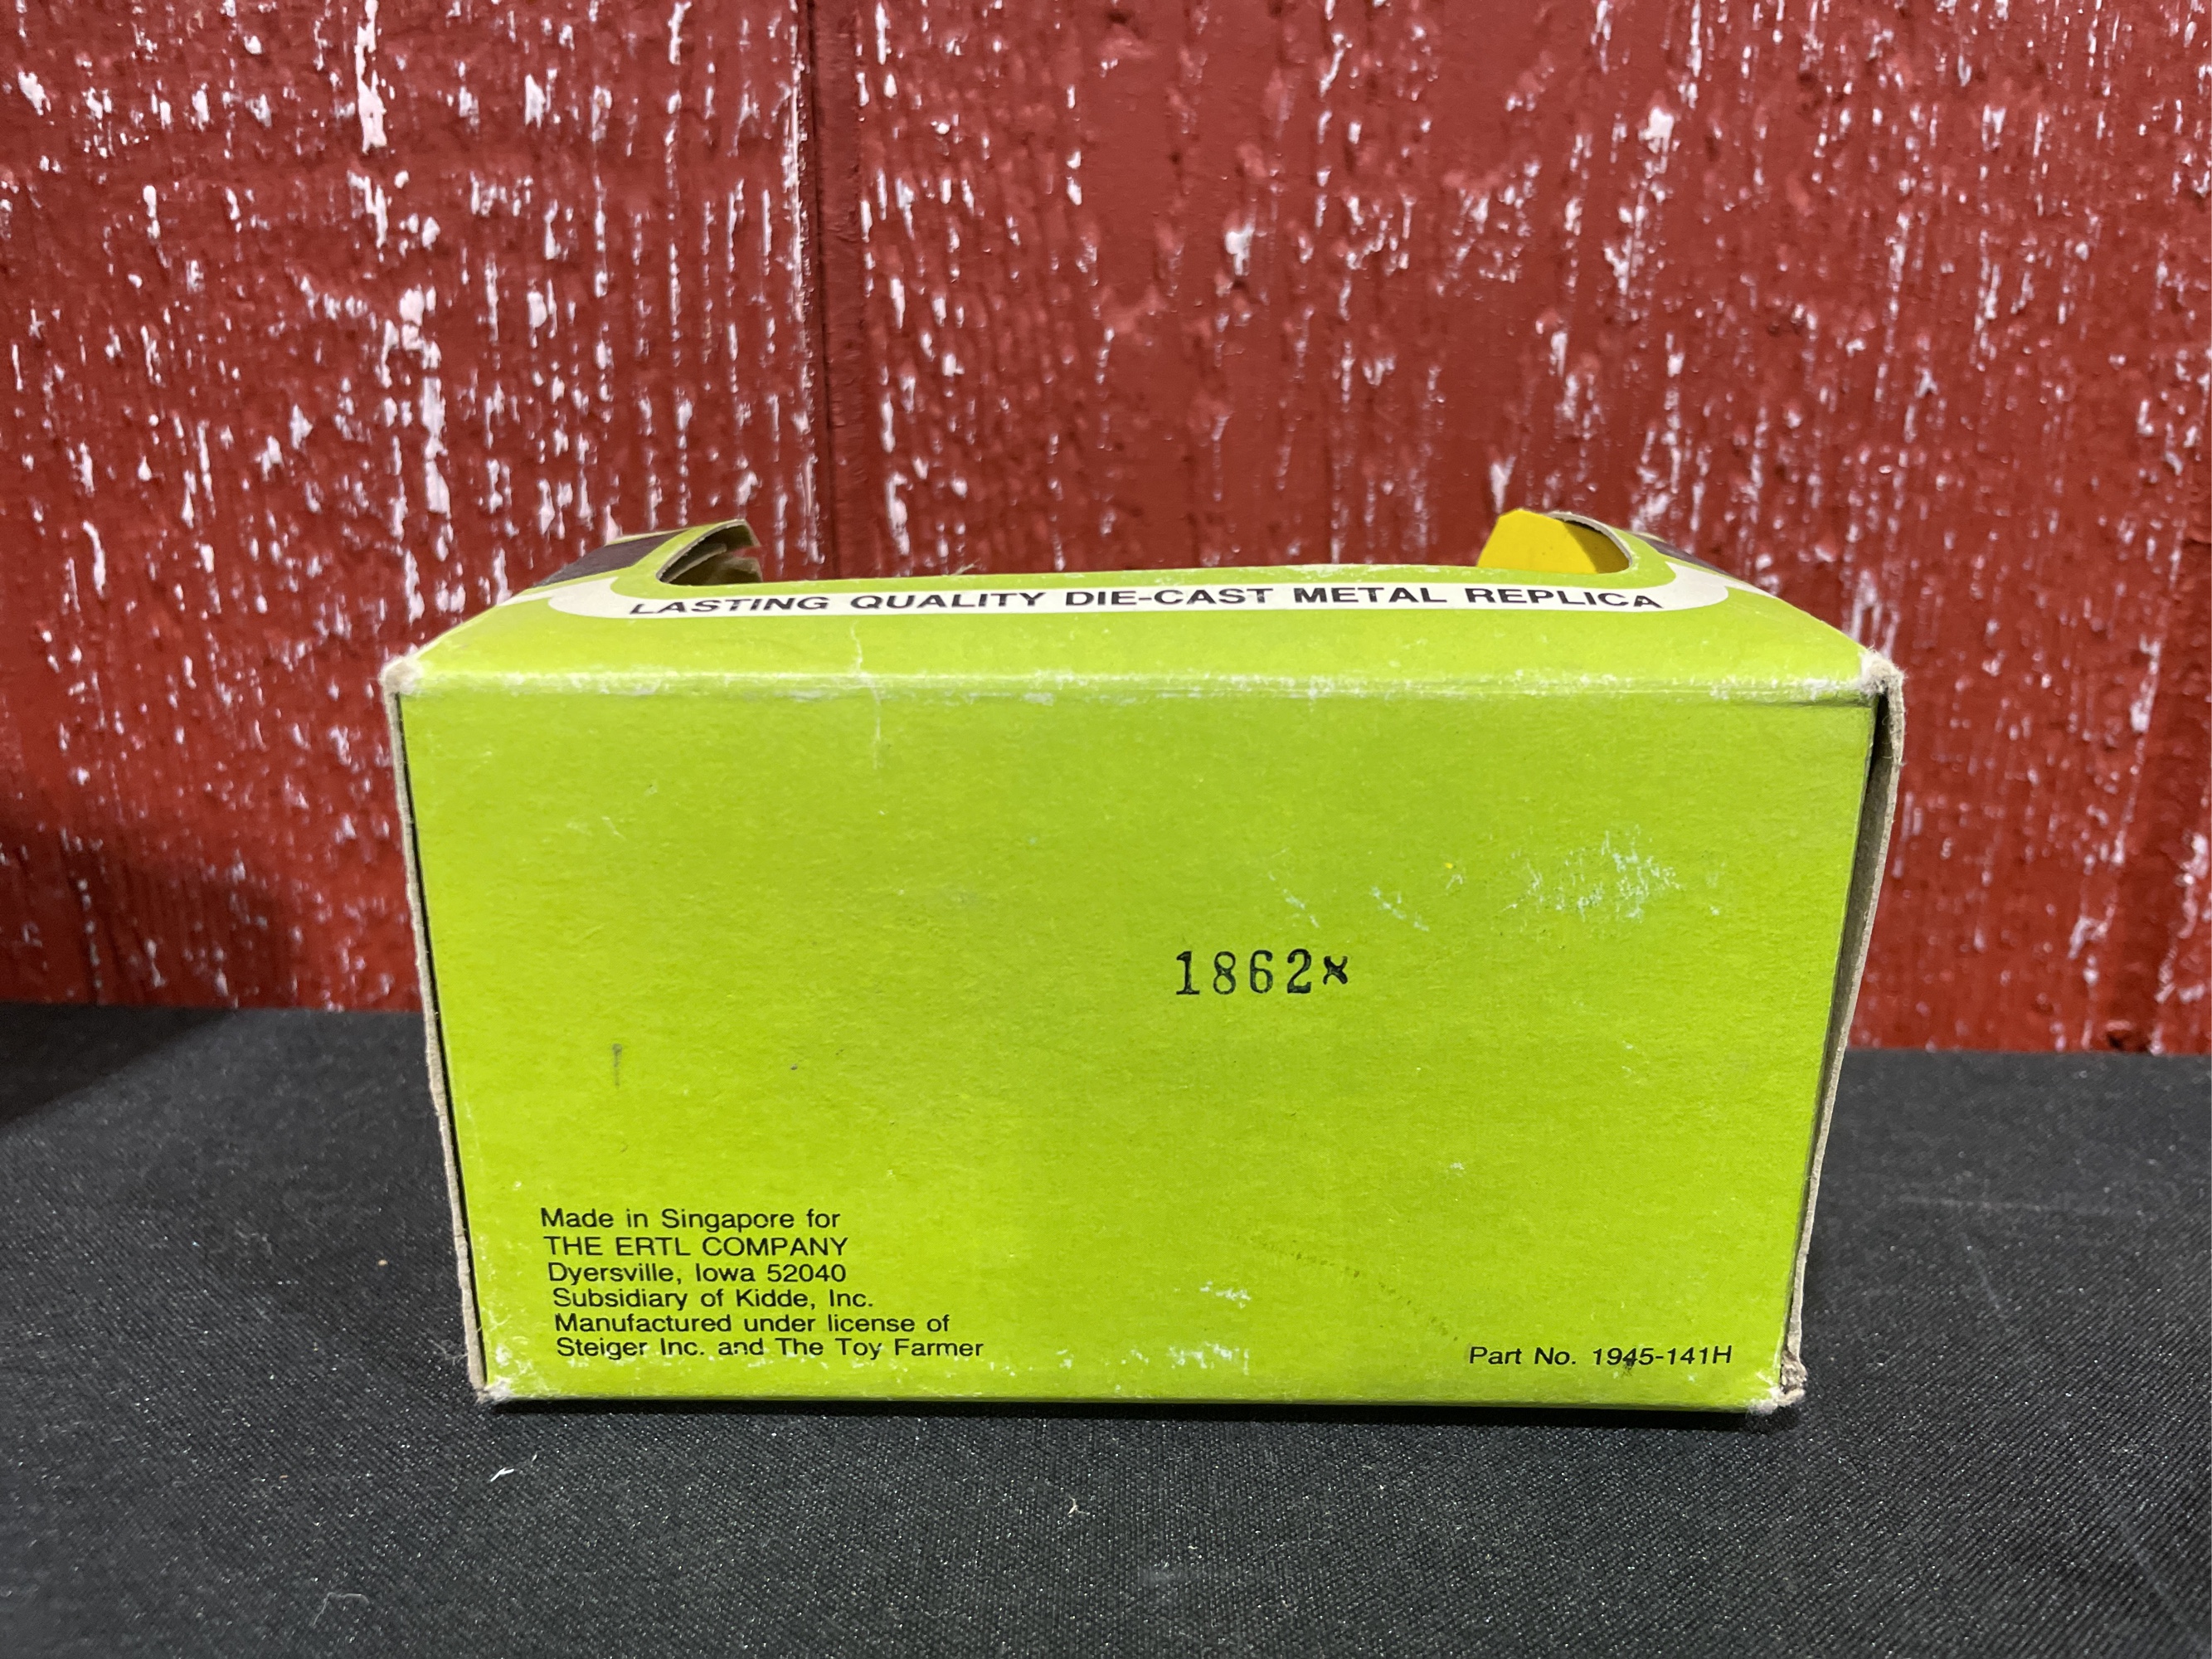 LASTING QUALITY DIE-CAST METAL REPLICA
1862×
Made in Singapore for
THE ERTL COMPANY
Dyersville, Iowa 52040
Subsidiary of Kidde, Inc.
Manufactured under license of
Steiger Inc. and The Toy Farmer
Part No. 1945-141H